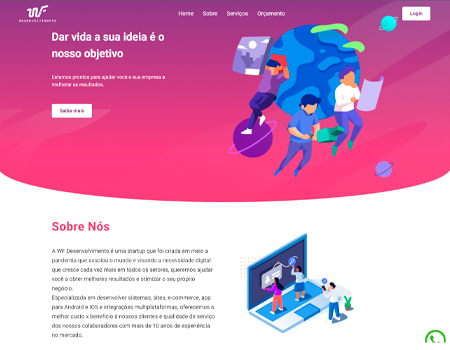 WF
desenvolvimento
Home Sobre Serviços Orçamento
Login
Dar vida a sua ideia é o
nosso objetivo
Estamos prontos para ajudar você e sua empresa a
melhorar os resultados.
Saiba mais
Sobre Nós
A WF Desenvolvimento é uma startup que foi criada em meio a
pandemia que assolou o mundo e visando a necessidade digital
que cresce cada vez mais em todos os setores, queremos ajudar
você a obter melhores resultados e otimizar o seu próprio
negócio.
Especializada em desenvolver sistemas, sites, e-commerce, app
para Android e IOS e integrações multiplataformas, oferecemos o
melhor custo x benefício á nossos clientes e qualidade de serviço
dos nossos colaboradores com mais de 10 anos de experiência
no mercado.